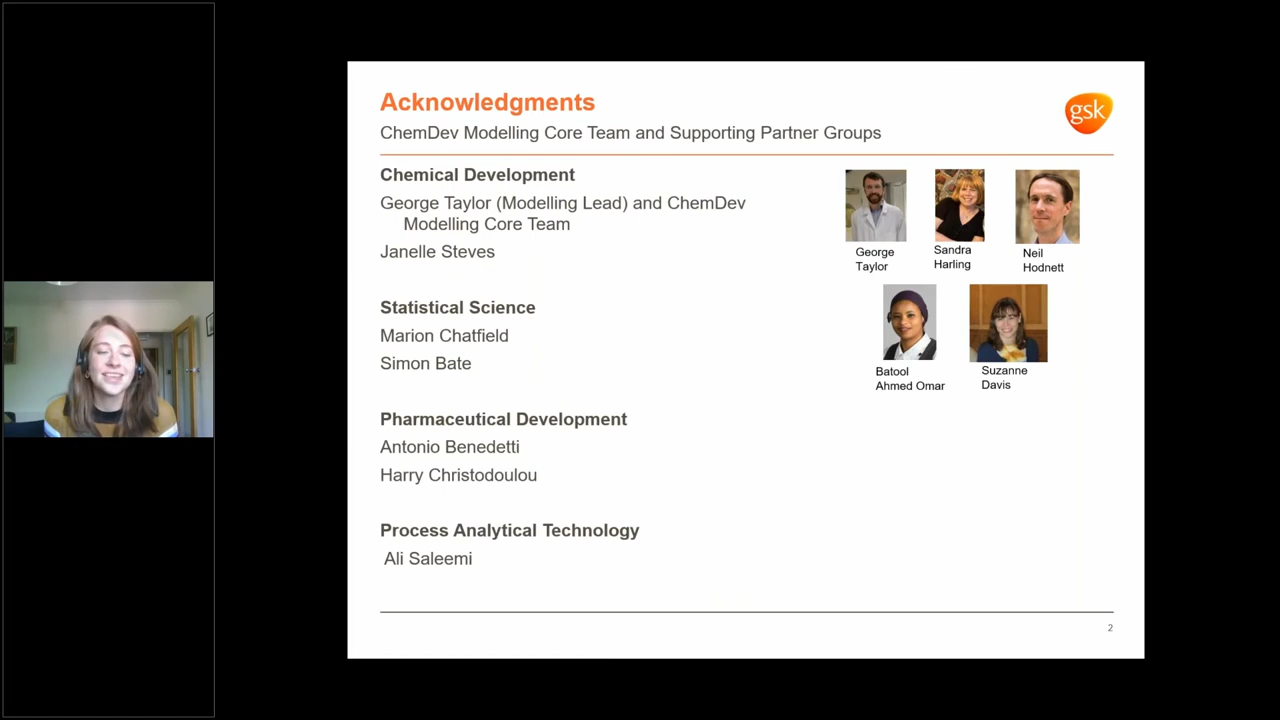 Acknowledgments
gsk
ChemDev Modelling Core Team and Supporting Partner Groups
Chemical Development
George Taylor (Modelling Lead) and ChemDev
Modelling Core Team
Janelle Steves
Statistical Science
Marion Chatfield
Simon Bate
Pharmaceutical Development
Antonio Benedetti
Harry Christodoulou
Process Analytical Technology
Ali Saleemi
George
Taylor
Sandra
Harling
Neil
Hodnett
Batool
Ahmed Omar
Suzanne
Davis
2